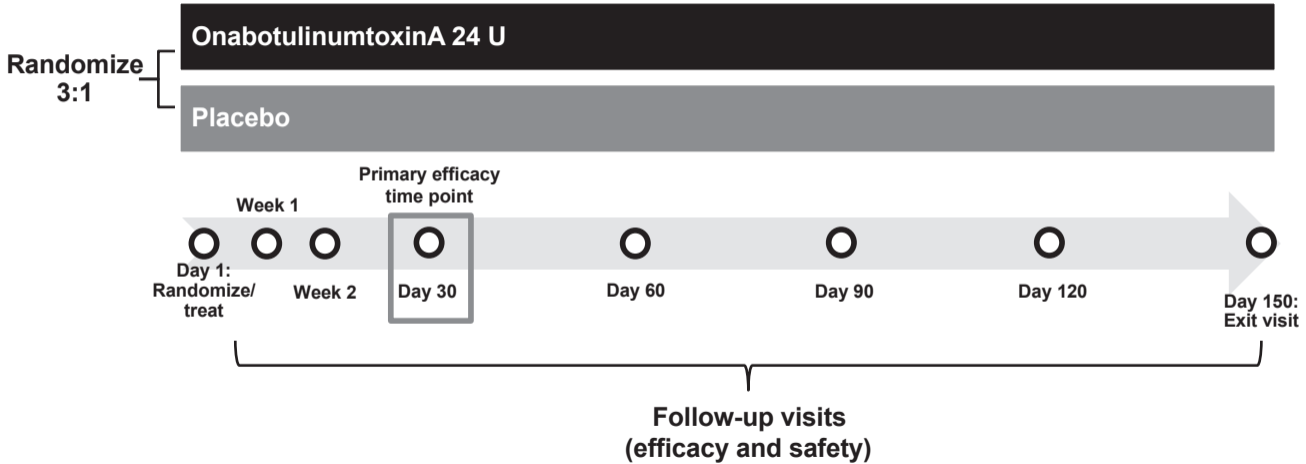 OnabotulinumtoxinA 24 U
Randomize
3:1
Placebo
Primary efficacy
time point
Week 1
Day 1:
Randomize/
treat
Week 2
Day 30
Day 60
Day 90
Day 120
Day 150:
Exit visit
Follow-up visits
(efficacy and safety)